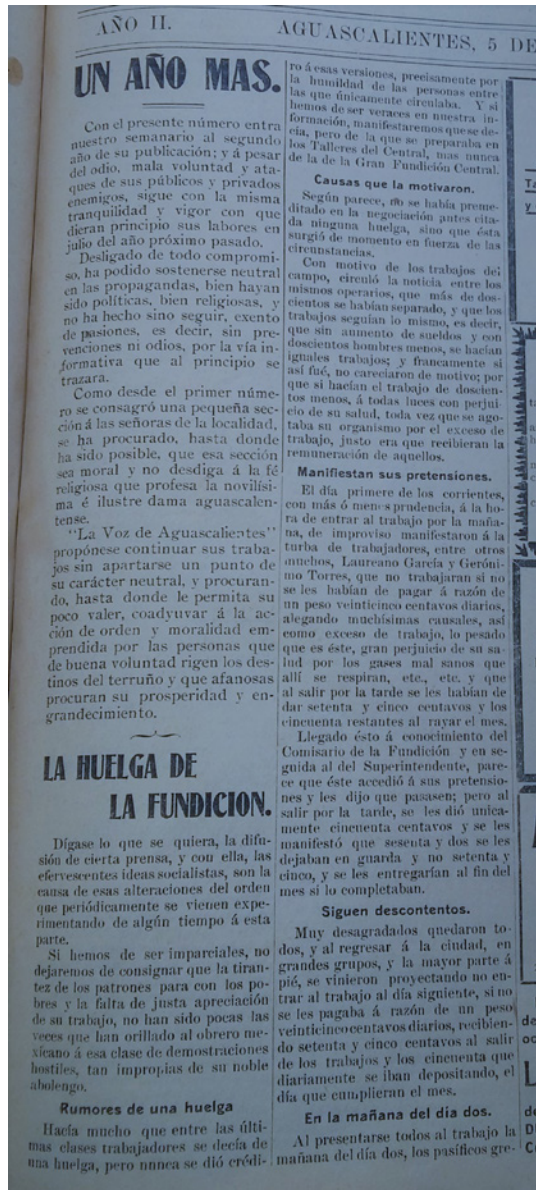 AÑO II.
AGUASCALIENTES, 5 DE
UN AÑO MAS.
Con el presente número entra
nuestro semanario al segundo
año de su publicación; y á pesar
del odio, mala voluntad y ata-
ques de sus públicos y privados
enemigos, sigue con la misma
tranquilidad y vigor con que
dieran principio sus labores en
julio del año próximo pasado.
Desligado de todo compromi-
so, ha podido sostenerse neutral
en las propagandas, bien hayan
sido políticas, bien religiosas, y
no ha hecho sino seguir, exento
de pasiones, es decir, sin pre-
venciones ni odios, por la vía in-
formativa que al principio se
trazara.
Como desde el primer núme-
ro se consagró una pequeña sec-
ción á las señoras de la localidad,
se ha procurado, hasta donde
ha sido posible, que esa sección
sea moral y no desdiga á la fé
religiosa que profesa la novilísi-
ma é ilustre dama aguascalen-
tense.
"La Voz de Aguascalientes"
propónese continuar sus traba-
jos sin apartarse un punto de
su carácter neutral, y procuran-
do, hasta donde le permita su
poco valer, coadyuvar á la ac-
ción de orden y moralidad em-
prendida por las personas que
de buena voluntad rigen los des-
tinos del terruño y que afanosas
procuran su prosperidad y en-
grandecimiento.
LA HUELGA DE
LA FUNDICION.
Dígase lo que se quiera, la difu-
sión de cierta prensa, y con ella, las
efervescentes ideas socialistas, son la
causa de esas alteraciones del orden
que periódicamente se vienen expe-
rimentando de algún tiempo á esta
parte.
Si hemos de ser imparciales, no
dejaremos de consignar que la tiran-
tez de los patrones para con los po-
bres y la falta de justa apreciación
de su trabajo, no han sido pocas las
veces que han orillado al obrero me-
xicano á esa clase de demostraciones
hostiles, tan impropias de su noble
abolengo.
Rumores de una huelga
Hacía mucho que entre las últi-
mas clases trabajadores se decía de
una huelga, pero nunca se dió crédi-
ro á esas versiones, precisamente por
la humildad de las personas entre
las que únicamente circulaba. Y si
hemos de ser veraces en nuestra in-
formación, manifestaremos que se de-
cía, pero de la que se preparaba en
los Talleres del Central, mas nunca
de la de la Gran Fundición Central.
Causas que la motivaron.
Según parece, no se había preme-
ditado en la negociación antes cita-
da ninguna huelga, sino que ésta
surgió de momento en fuerza de las
circunstancias.
Con motivo de los trabajos del
campo, circuló la noticia entre los
mismos operarios, que más de dos-
cientos se habían separado, y que los
trabajos seguían lo mismo, es decir,
que sin aumento de sueldos y con
doscientos hombres menos, se hacían
iguales trabajos; y francamente si
así fué, no carecieron de motivo; por
que si hacían el trabajo de doscien-
tos menos, á todas luces con perjui-
cio de su salud, toda vez que se ago-
taba su organismo por el exceso de
trabajo, justo era que recibieran la
remuneración de aquellos.
Manifiestan sus pretensiones.
El día primere de los corrientes,
con más ó menos prudencia, á la ho-
ra de entrar al trabajo por la maña-
na, de improviso manifestaron á la
turba de trabajadores, entre otros
muchos, Laureano García y Geróni-
mo Torres, que no trabajaran si no
se les habían de pagar á razón de
un peso veinticinco centavos diarios,
alegando muchísimas causales, así
como exceso de trabajo, lo pesado
que es éste, gran perjuicio de su sa-
lud por los gases mal sanos que
allí se respiran, etc., etc. y que
al salir por la tarde se les habían de
dar setenta y cinco centavos y los
cincuenta restantes al rayar el mes.
Llegado ésto á conocimiento del
Comisario de la Fundición y en se-
guida al del Superintendente, pare-
ce que éste accedió á sus pretensio-
nes y les dijo que pasasen; pero al
salir por la tarde, se les dió unica-
mente cincuenta centavos y se les
manifestó que sesenta y dos se les
dejaban en guarda y no setenta y
cinco, y se les entregarían al fin del
mes si lo completaban.
Siguen descontentos.
Muy desagradados quedaron to-
dos, y al regresar á la ciudad, en
grandes grupos, y la mayor parte á
pié, se vinieron proyectando no en-
trar al trabajo al día siguiente, si no
se les pagaba á razón de un peso
veinticinco centavos diarios, recibien-
do setenta y cinco centavos al salir
de los trabajos y los cincuenta que
diariamente se iban depositando, el
día que cumplieran el mes.
En la mañana del día dos.
Al presentarse todos al trabajo la
mañana del día dos, los pasíficos gre-